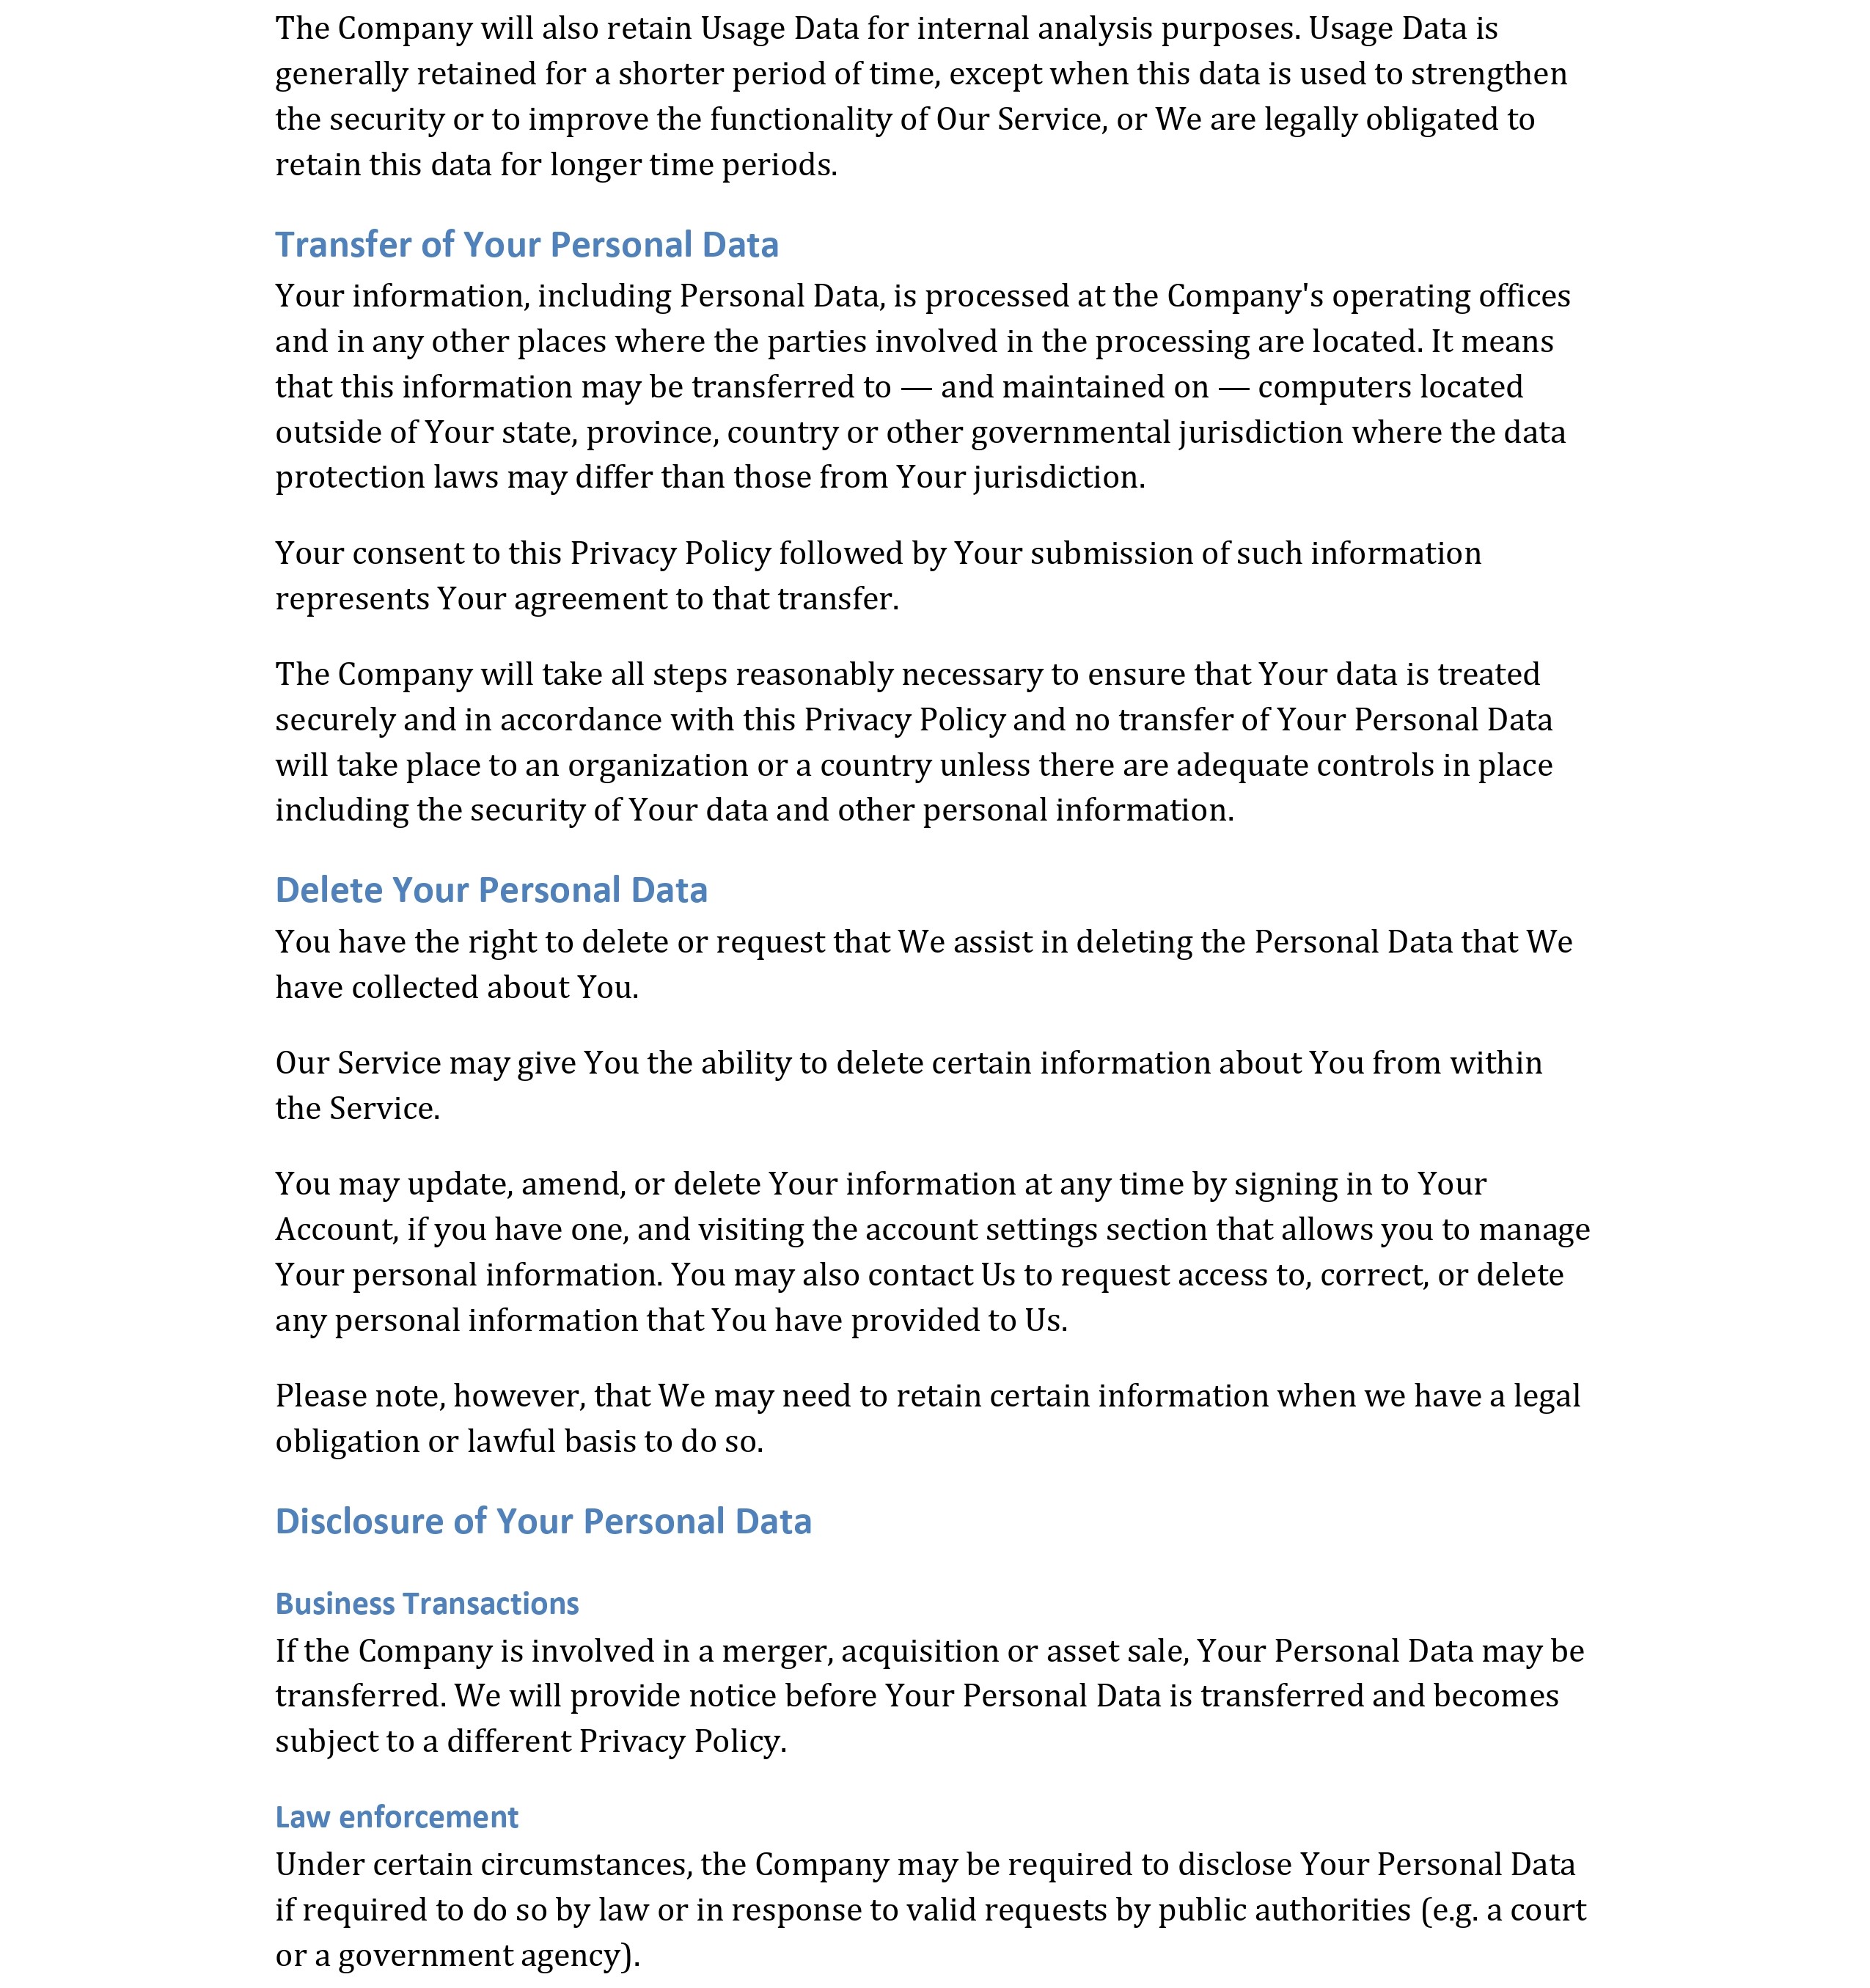 The Company will also retain Usage Data for internal analysis purposes. Usage Data is
generally retained for a shorter period of time, except when this data is used to strengthen
the security or to improve the functionality of Our Service, or We are legally obligated to
retain this data for longer time periods.
Transfer of Your Personal Data
Your information, including Personal Data, is processed at the Company's operating offices
and in any other places where the parties involved in the processing are located. It means
that this information may be transferred to — and maintained on — computers located
outside of Your state, province, country or other governmental jurisdiction where the data
protection laws may differ than those from Your jurisdiction.
Your consent to this Privacy Policy followed by Your submission of such information
represents Your agreement to that transfer.
The Company will take all steps reasonably necessary to ensure that Your data is treated
securely and in accordance with this Privacy Policy and no transfer of Your Personal Data
will take place to an organization or a country unless there are adequate controls in place
including the security of Your data and other personal information.
Delete Your Personal Data
You have the right to delete or request that We assist in deleting the Personal Data that We
have collected about You.
Our Service may give You the ability to delete certain information about You from within
the Service.
You may update, amend, or delete Your information at any time by signing in to Your
Account, if you have one, and visiting the account settings section that allows you to manage
Your personal information. You may also contact Us to request access to, correct, or delete
any personal information that You have provided to Us.
Please note, however, that We may need to retain certain information when we have a legal
obligation or lawful basis to do so.
Disclosure of Your Personal Data
Business Transactions
If the Company is involved in a merger, acquisition or asset sale, Your Personal Data may be
transferred. We will provide notice before Your Personal Data is transferred and becomes
subject to a different Privacy Policy.
Law enforcement
Under certain circumstances, the Company may be required to disclose Your Personal Data
if required to do so by law or in response to valid requests by public authorities (e.g. a court
or a government agency).